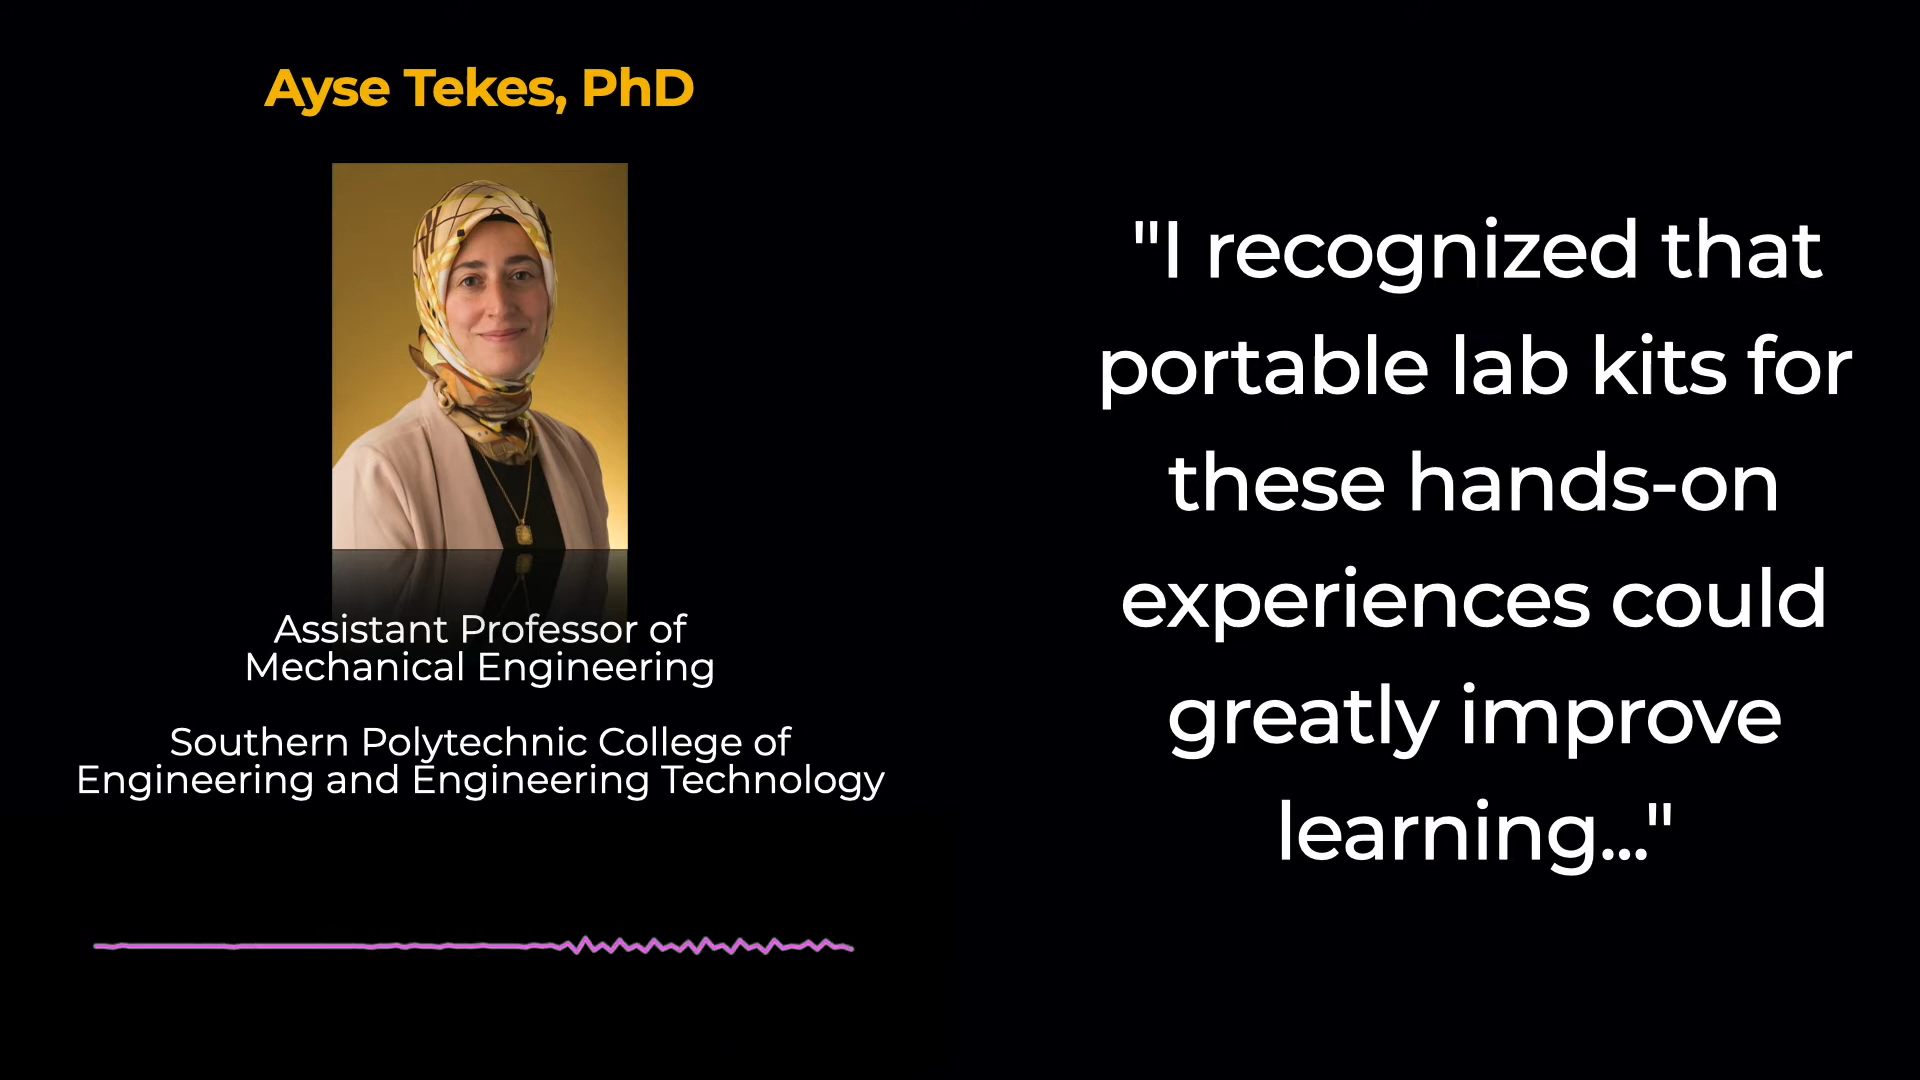 Ayse Tekes, PhD
Assistant Professor of
Mechanical Engineering
Southern Polytechnic College of
Engineering and Engineering Technology
"I recognized that
portable lab kits for
these hands-on
experiences could
greatly improve
learning..."